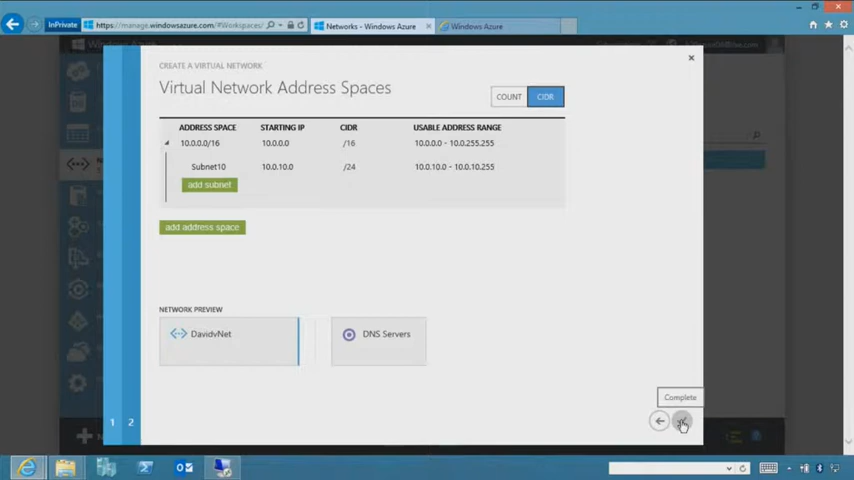 InPrivate
https://manage.windowsazure.com/#Workspaces/
Networks - Windows Azure
Windows Azure
CREATE A VIRTUAL NETWORK
Virtual Network Address Spaces
COUNT
CIDR
ADDRESS SPACE STARTING IP CIDR USABLE ADDRESS RANGE
10.0.0.0/16 10.0.0.0 /16 10.0.0.0 - 10.0.255.255
Subnet10 10.0.10.0 /24 10.0.10.0 - 10.0.10.255
add subnet
add address space
NETWORK PREVIEW
DavidvNet
DNS Servers
Complete
1 2